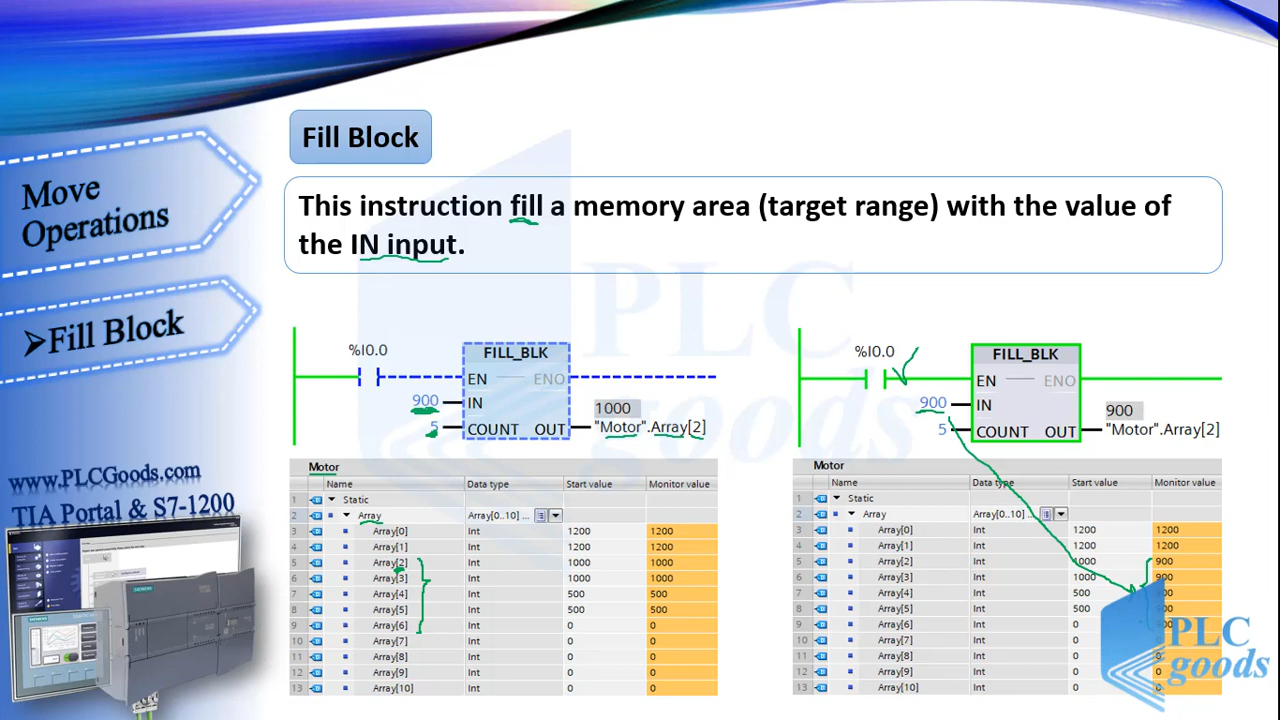 Move
Operations
➢Fill Block
www.PLCGoods.com
TIA Portal & S7-1200
SIEMENS
Fill Block
This instruction fill a memory area (target range) with the value of
the IN input.
%I0.0
FILL_BLK
EN ENO
900 IN 1000
5 COUNT OUT "Motor".Array[2]
Motor
Name Data type Start value Monitor value
1 Static
2 Array Array[0..10] ...
3 Array[0] Int 1200 1200
4 Array[1] Int 1200 1200
5 Array[2] Int 1000 1000
6 Array[3] Int 1000 1000
7 Array[4] Int 500 500
8 Array[5] Int 500 500
9 Array[6] Int 0 0
10 Array[7] Int 0 0
11 Array[8] Int 0 0
12 Array[9] Int 0 0
13 Array[10] Int 0 0
%I0.0
FILL_BLK
EN ENO
900 IN 900
5 COUNT OUT "Motor".Array[2]
Motor
Name Data type Start value Monitor value
1 Static
2 Array Array[0..10] ...
3 Array[0] Int 1200 1200
4 Array[1] Int 1200 1200
5 Array[2] Int 1000 900
6 Array[3] Int 1000 900
7 Array[4] Int 500
8 Array[5] Int 500
9 Array[6] Int 0
10 Array[7] Int 0 0
11 Array[8] Int 0 0
12 Array[9] Int 0
13 Array[10] Int 0
PLC
goods
PLC
goods